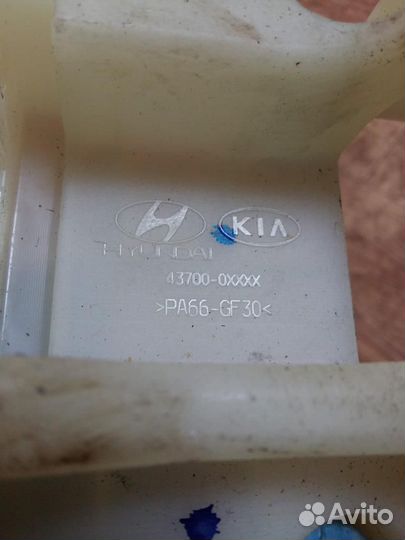 KIA
HYUNDAI
43700-0XXXX
>PA66-GF30<
Avito